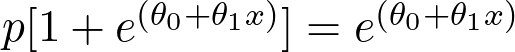 p[1 + e^{(θ_0+θ_1x)}] = e^{(θ_0+θ_1x)}